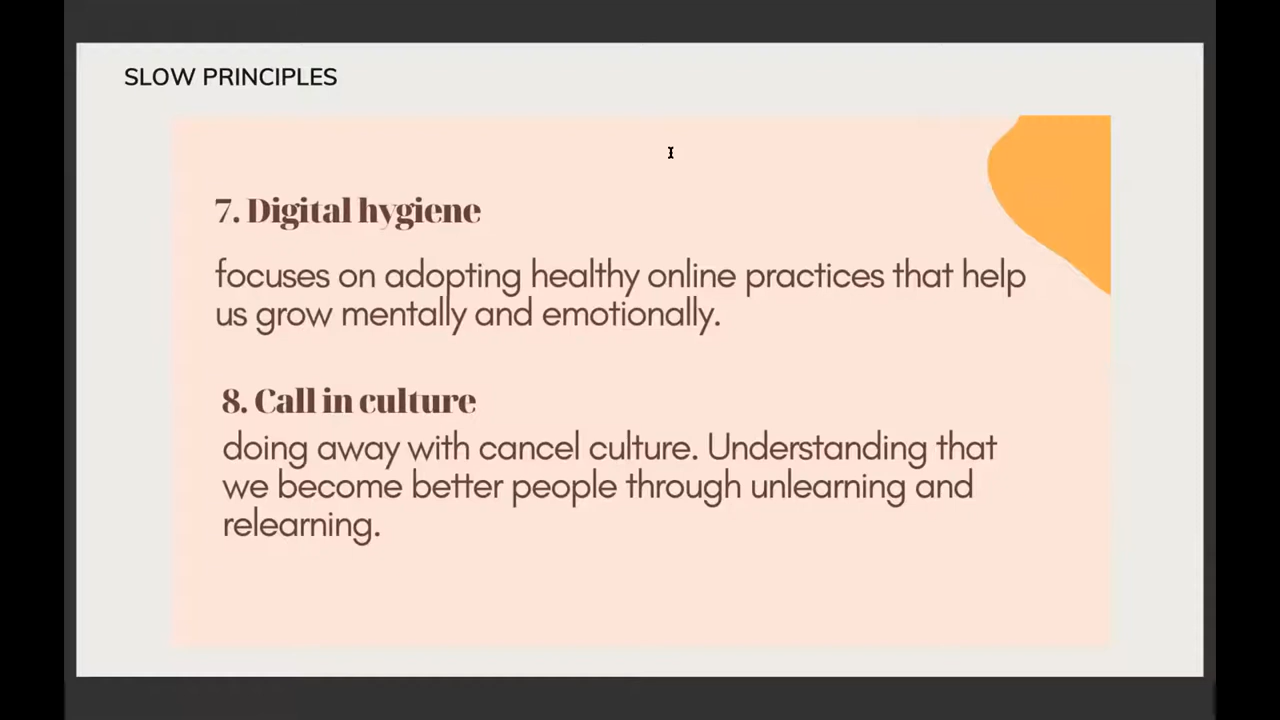 SLOW PRINCIPLES
7. Digital hygiene
focuses on adopting healthy online practices that help
us grow mentally and emotionally.
8. Call in culture
doing away with cancel culture. Understanding that
we become better people through unlearning and
relearning.